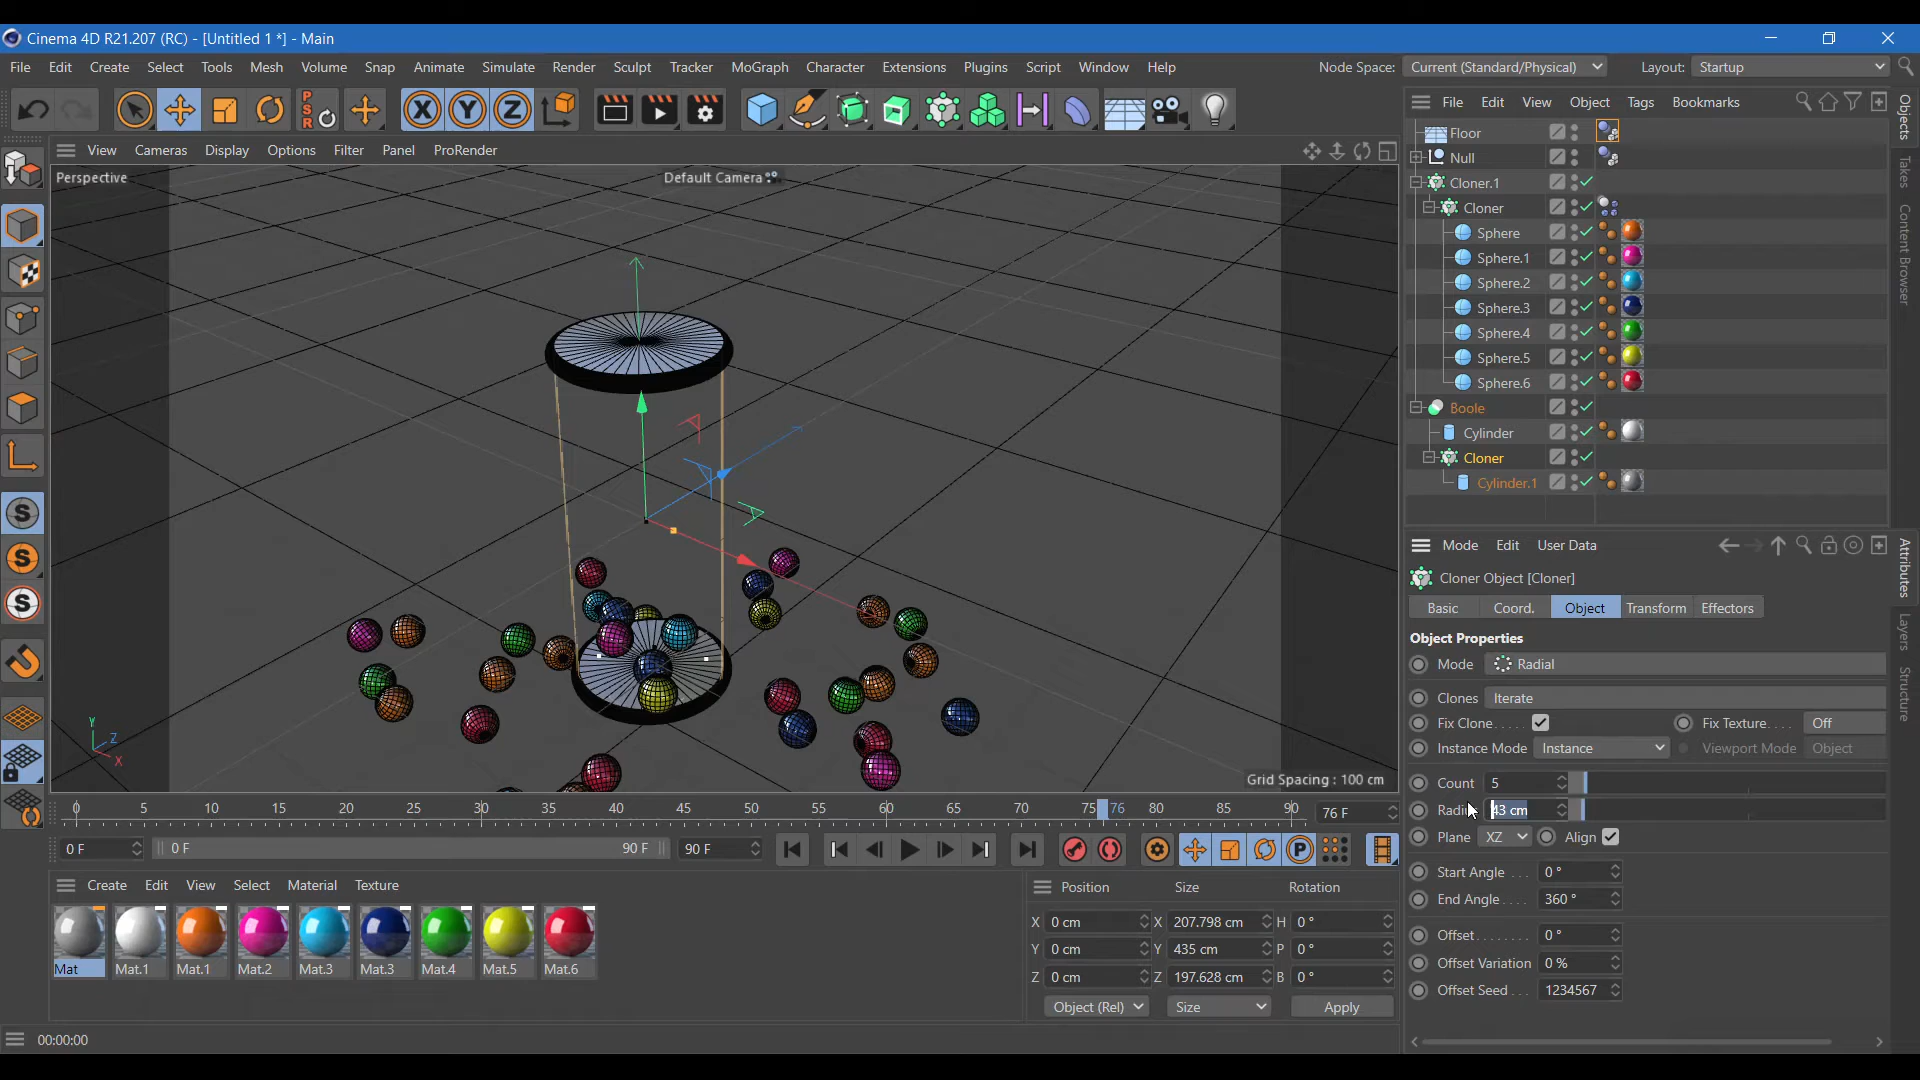 Cinema 4D R21.207 (RC) - [Untitled 1 *] - Main
File Edit Create Select Tools Mesh Volume Snap Animate Simulate Render Sculpt Tracker MoGraph Character Extensions Plugins Script Window Help Node Space: Current (Standard/Physical) Layout: Startup
PSR X Y Z
File Edit View Object Tags Bookmarks
View Cameras Display Options Filter Panel ProRender
Perspective
Default Camera
Floor
Null
Cloner.1
Cloner
Sphere
Sphere.1
Sphere.2
Sphere.3
Sphere.4
Sphere.5
Sphere.6
Boole
Cylinder
Cloner
Cylinder.1
Objects
Takes
Content Browser
Attributes
Layers
Structure
S
S
S
Y
Z
X
Grid Spacing : 100 cm
Mode Edit User Data
Cloner Object [Cloner]
Basic Coord. Object Transform Effectors
Object Properties
Mode Radial
Clones Iterate
Fix Clone..... Fix Texture.... Off
Instance Mode Instance Viewport Mode Object
Count 5
Radi 43 cm
Plane XZ Align
Start Angle ... 0 °
End Angle.... 360 °
Offset........ 0 °
Offset Variation 0 %
Offset Seed ... 1234567
0 5 10 15 20 25 30 35 40 45 50 55 60 65 70 75 76 80 85 90 76 F
0 F 0 F 90 F 90 F P
Create Edit View Select Material Texture
Mat Mat.1 Mat.1 Mat.2 Mat.3 Mat.3 Mat.4 Mat.5 Mat.6
Position Size Rotation
X 0 cm X 207.798 cm H 0 °
Y 0 cm Y 435 cm P 0 °
Z 0 cm Z 197.628 cm B 0 °
Object (Rel) Size Apply
00:00:00